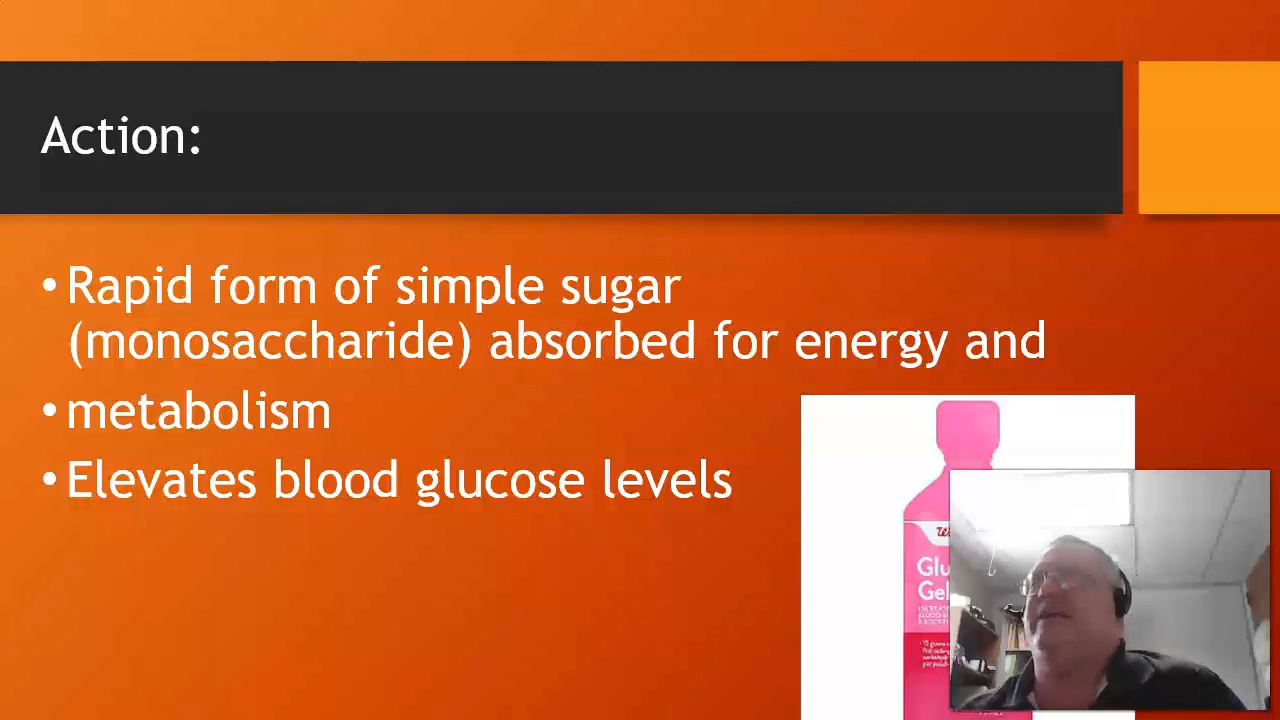 Action:
• Rapid form of simple sugar
(monosaccharide) absorbed for energy and
• metabolism
• Elevates blood glucose levels
Glu
Gel